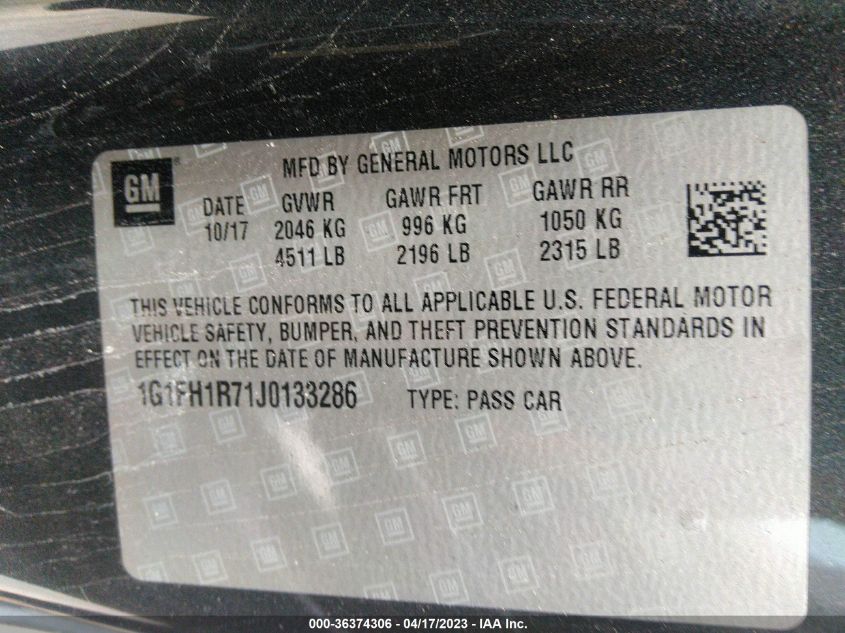 GM
MFD BY GENERAL MOTORS LLC
DATE GVWR GAWR FRT GAWR RR
10/17 2046 KG 996 KG 1050 KG
4511 LB 2196 LB 2315 LB
THIS VEHICLE CONFORMS TO ALL APPLICABLE U.S. FEDERAL MOTOR
VEHICLE SAFETY, BUMPER, AND THEFT PREVENTION STANDARDS IN
EFFECT ON THE DATE OF MANUFACTURE SHOWN ABOVE.
1G1FH1R71J0133286 TYPE: PASS CAR
000-36374306 - 04/17/2023 - IAA Inc.